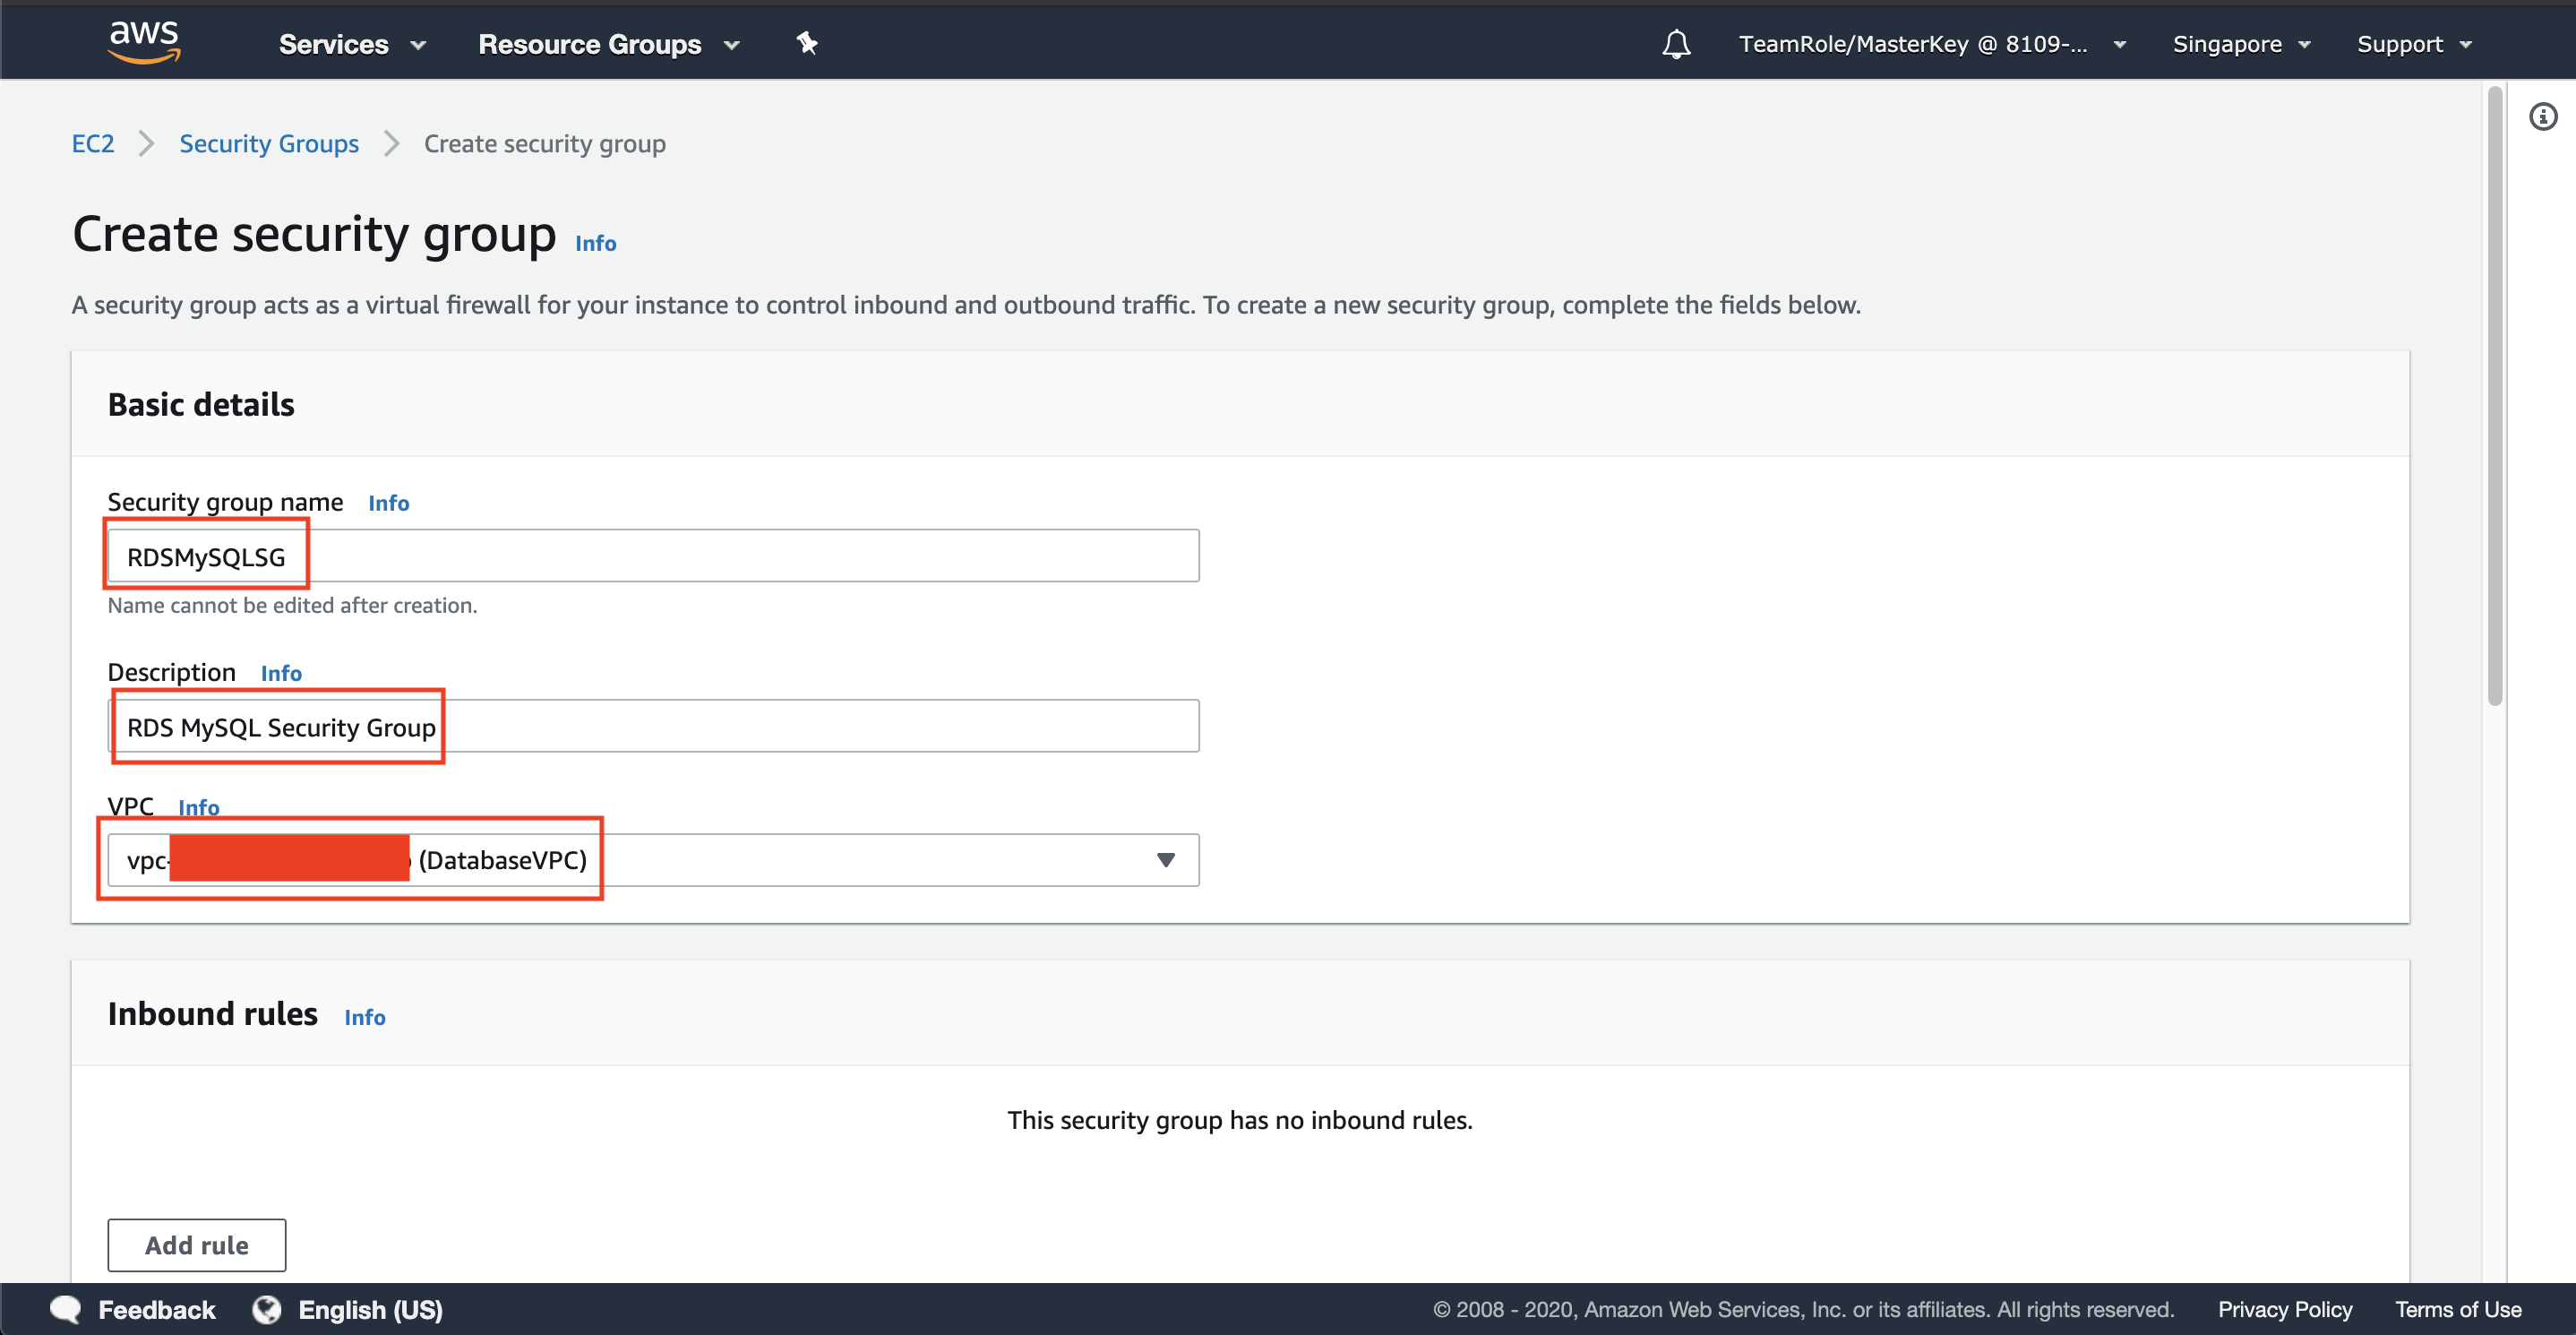 aws Services Resource Groups TeamRole/MasterKey @ 8109-... Singapore Support
EC2 Security Groups Create security group
Create security group Info
A security group acts as a virtual firewall for your instance to control inbound and outbound traffic. To create a new security group, complete the fields below.
Basic details
Security group name Info
RDSMySQLSG
Name cannot be edited after creation.
Description Info
RDS MySQL Security Group
VPC Info
vpc- (DatabaseVPC)
Inbound rules Info
This security group has no inbound rules.
Add rule
Feedback English (US) © 2008 - 2020, Amazon Web Services, Inc. or its affiliates. All rights reserved. Privacy Policy Terms of Use